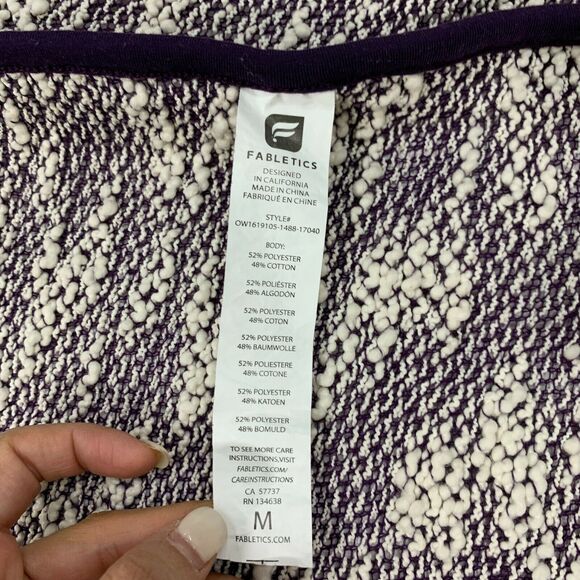 FABLETICS
DESIGNED
IN CALIFORNIA
MADE IN CHINA
FABRIQUÉ EN CHINE
STYLE#
OW1619105-1488-17040
BODY:
52% POLYESTER
48% COTTON
52% POLIÉSTER
48% ALGODÓN
52% POLYESTER
48% COTON
52% POLYESTER
48% BAUMWOLLE
52% POLIESTERE
48% COTONE
52% POLYESTER
48% KATOEN
52% POLYESTER
48% BOMULD
TO SEE MORE CARE
INSTRUCTIONS,VISIT
FABLETICS.COM/
CAREINSTRUCTIONS
CA 57737
RN 134638
M
FABLETICS.COM